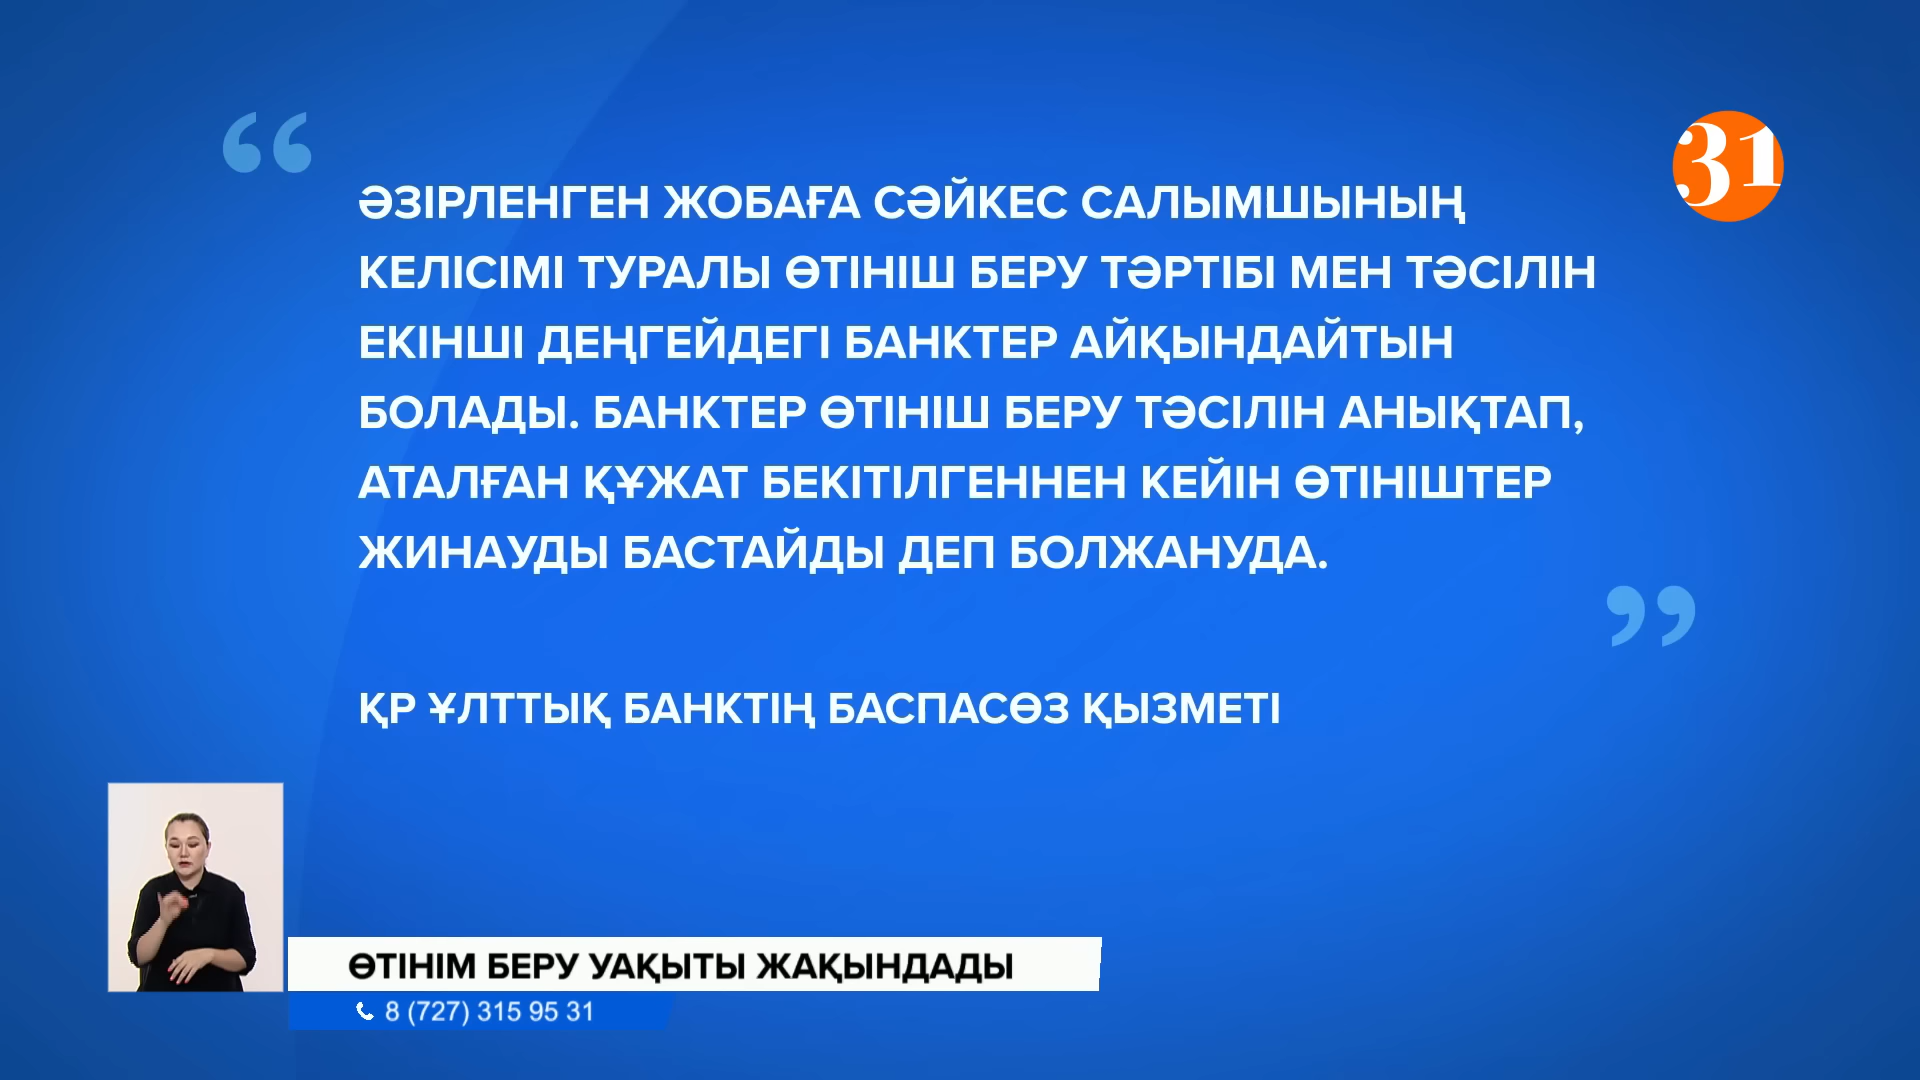 31
“
ӘЗІРЛЕНГЕН ЖОБАҒА СӘЙКЕС САЛЫМШЫНЫҢ
КЕЛІСІМІ ТУРАЛЫ ӨТІНІШ БЕРУ ТӘРТІБІ МЕН ТӘСІЛІН
ЕКІНШІ ДЕҢГЕЙДЕГІ БАНКТЕР АЙҚЫНДАЙТЫН
БОЛАДЫ. БАНКТЕР ӨТІНІШ БЕРУ ТӘСІЛІН АНЫҚТАП,
АТАЛҒАН ҚҰЖАТ БЕКІТІЛГЕННЕН КЕЙІН ӨТІНІШТЕР
ЖИНАУДЫ БАСТАЙДЫ ДЕП БОЛЖАНУДА.
”
ҚР ҰЛТТЫҚ БАНКТІҢ БАСПАСӨЗ ҚЫЗМЕТІ
ӨТІНІМ БЕРУ УАҚЫТЫ ЖАҚЫНДАДЫ
8 (727) 315 95 31